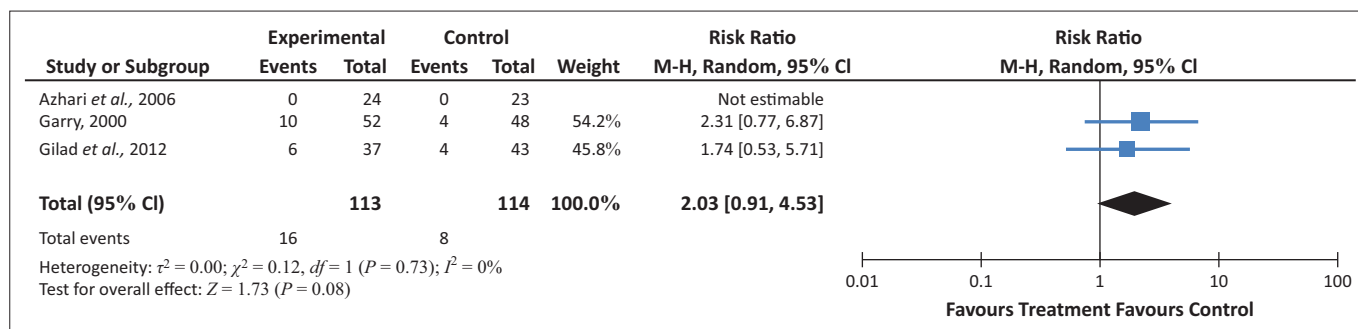 Experimental Control Risk Ratio Risk Ratio
Study or Subgroup Events Total Events Total Weight M-H, Random, 95% CI M-H, Random, 95% CI
Azhari et al., 2006 0 24 0 23 Not estimable
Garry, 2000 10 52 4 48 54.2% 2.31 [0.77, 6.87]
Gilad et al., 2012 6 37 4 43 45.8% 1.74 [0.53, 5.71]
Total (95% CI) 113 114 100.0% 2.03 [0.91, 4.53]
Total events 16 8
Heterogeneity: τ² = 0.00; χ² = 0.12, df = 1 (P = 0.73); I² = 0%
Test for overall effect: Z = 1.73 (P = 0.08)
0.01 0.1 1 10 100
Favours Treatment Favours Control